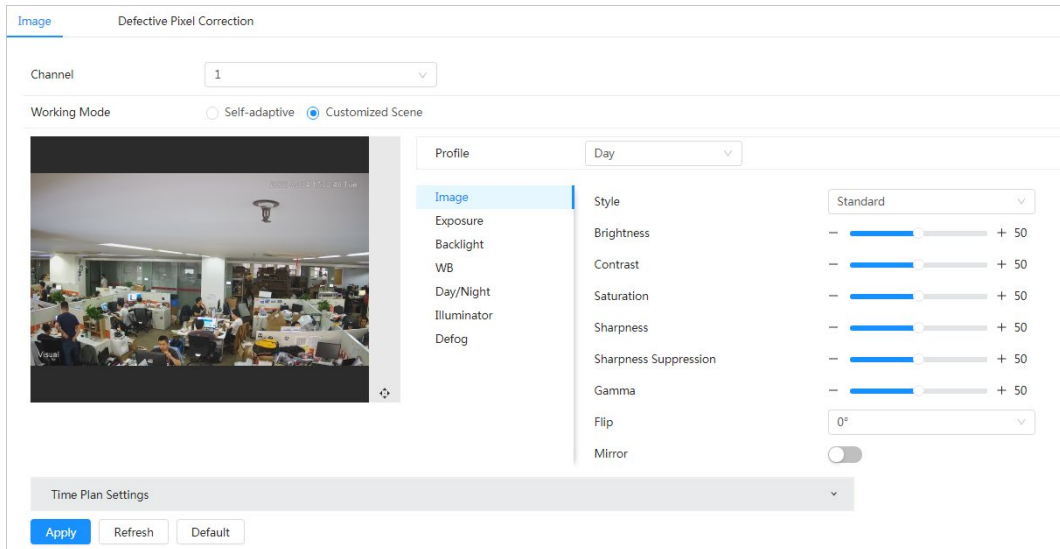 Image Defective Pixel Correction
Channel 1
Working Mode Self-adaptive Customized Scene
Profile Day
Image
Exposure
Backlight
WB
Day/Night
Illuminator
Defog
Style Standard
Brightness − + 50
Contrast − + 50
Saturation − + 50
Sharpness − + 50
Sharpness Suppression − + 50
Gamma − + 50
Flip 0°
Mirror
Visual
Time Plan Settings
Apply Refresh Default